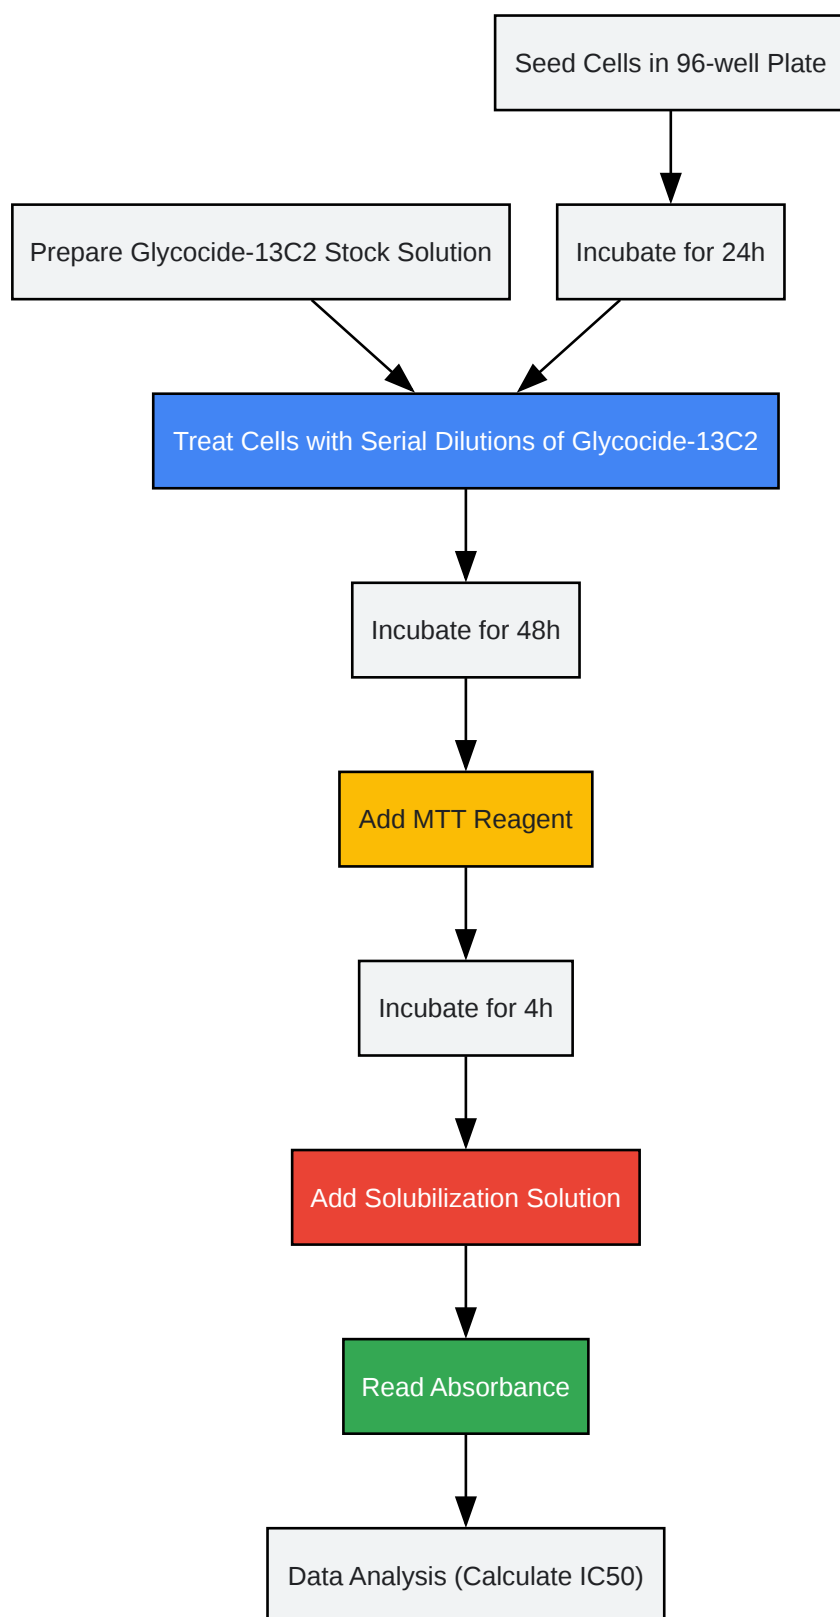 Seed Cells in 96-well Plate
Prepare Glycocide-13C2 Stock Solution
Incubate for 24h
Treat Cells with Serial Dilutions of Glycocide-13C2
Incubate for 48h
Add MTT Reagent
Incubate for 4h
Add Solubilization Solution
Read Absorbance
Data Analysis (Calculate IC50)